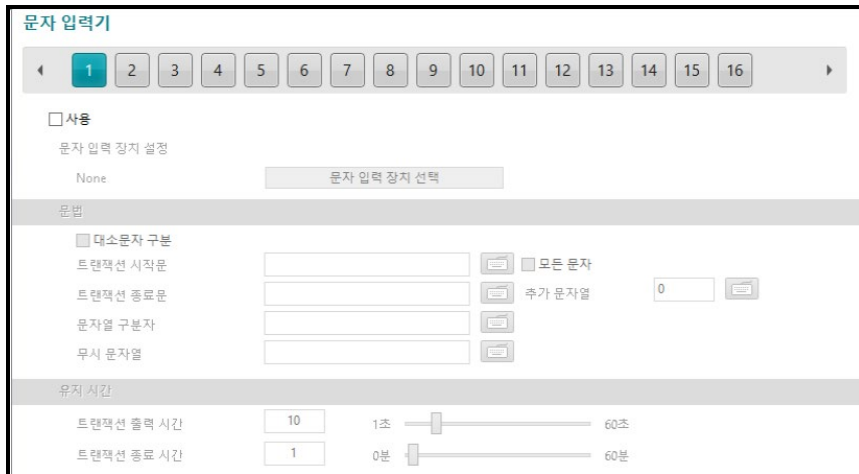 문자 입력기
1 2 3 4 5 6 7 8 9 10 11 12 13 14 15 16
사용
문자 입력 장치 설정
None 문자 입력 장치 선택
문법
대소문자 구분
트랜잭션 시작문 모든 문자
트랜잭션 종료문 추가 문자열 0
문자열 구분자
무시 문자열
유지 시간
트랜잭션 출력 시간 10 1초 60초
트랜잭션 종료 시간 1 0분 60분